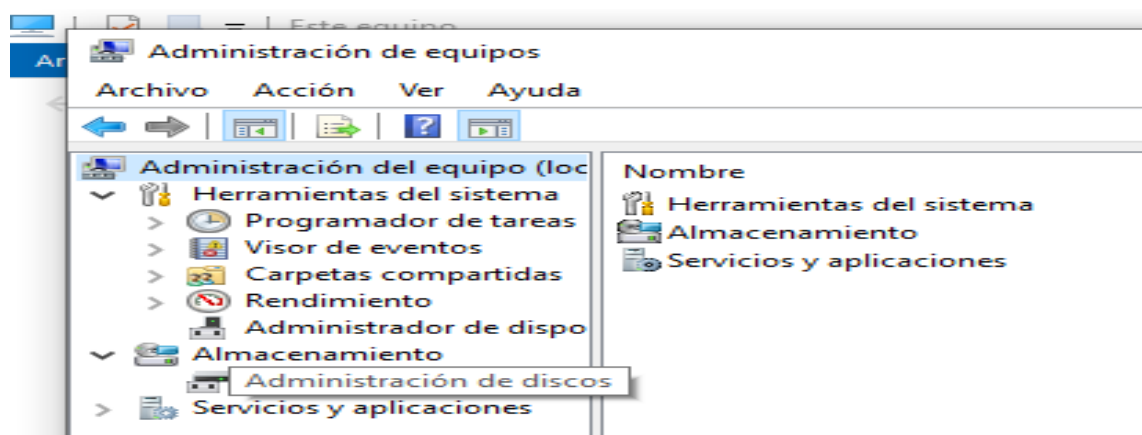 Este equipo
Ar
Administración de equipos
Archivo Acción Ver Ayuda
Administración del equipo (loc
Herramientas del sistema
Programador de tareas
Visor de eventos
Carpetas compartidas
Rendimiento
Administrador de dispo
Almacenamiento
Administración de discos
Servicios y aplicaciones
Nombre
Herramientas del sistema
Almacenamiento
Servicios y aplicaciones